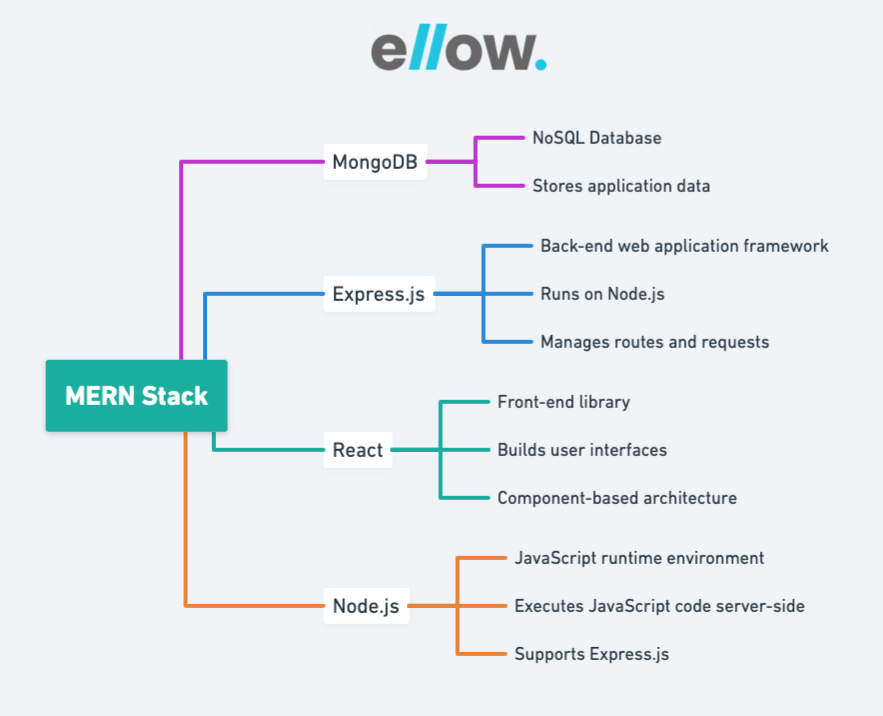 ellow.
MongoDB
NoSQL Database
Stores application data
Express.js
Back-end web application framework
Runs on Node.js
Manages routes and requests
MERN Stack
React
Front-end library
Builds user interfaces
Component-based architecture
Node.js
JavaScript runtime environment
Executes JavaScript code server-side
Supports Express.js